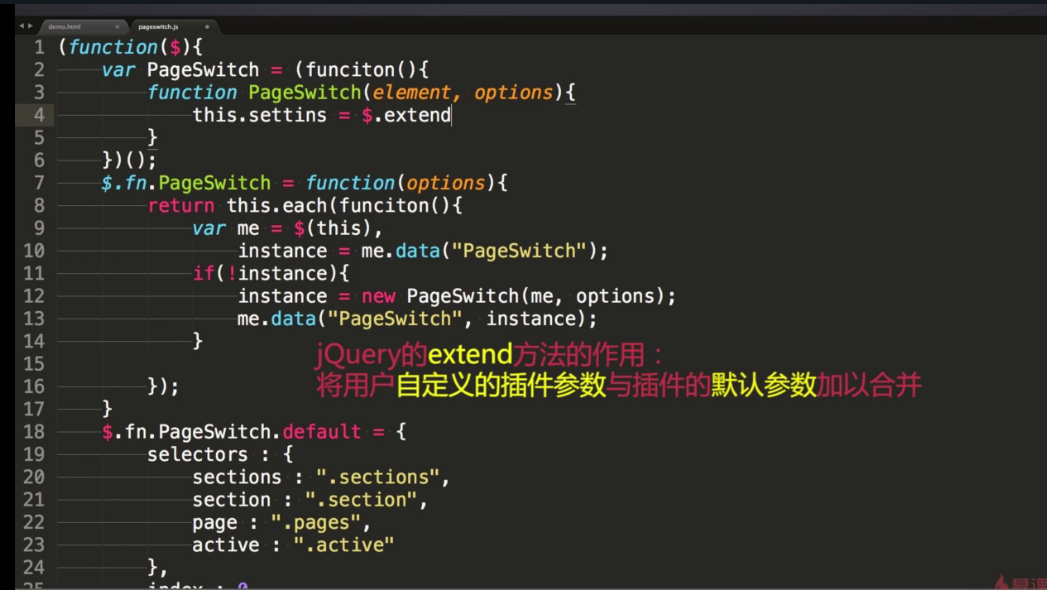 demo.html × pageswitch.js
1 (function($){
2 var PageSwitch = (funciton(){
3 function PageSwitch(element, options){
4 this.settins = $.extend
5 }
6 })();
7 $.fn.PageSwitch = function(options){
8 return this.each(funciton(){
9 var me = $(this),
10 instance = me.data("PageSwitch");
11 if(!instance){
12 instance = new PageSwitch(me, options);
13 me.data("PageSwitch", instance);
14 }
jQuery的extend方法的作用：
15
16 });
将用户自定义的插件参数与插件的默认参数加以合并
17 }
18 $.fn.PageSwitch.default = {
19 selectors : {
20 sections : ".sections",
21 section : ".section",
22 page : ".pages",
23 active : ".active"
24 },
25 index : 0